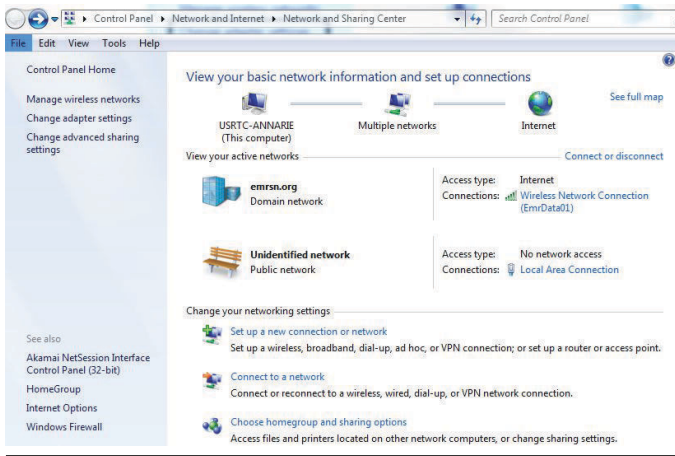 Control Panel ▸ Network and Internet ▸ Network and Sharing Center
Search Control Panel
File Edit View Tools Help
Control Panel Home
Manage wireless networks
Change adapter settings
Change advanced sharing
settings
See also
Akamai NetSession Interface
Control Panel (32-bit)
HomeGroup
Internet Options
Windows Firewall
View your basic network information and set up connections
See full map
USRTC-ANNARIE
(This computer)
Multiple networks
Internet
View your active networks
Connect or disconnect
emrsn.org
Domain network
Access type: Internet
Connections: Wireless Network Connection
(EmrData01)
Unidentified network
Public network
Access type: No network access
Connections: Local Area Connection
Change your networking settings
Set up a new connection or network
Set up a wireless, broadband, dial-up, ad hoc, or VPN connection; or set up a router or access point.
Connect to a network
Connect or reconnect to a wireless, wired, dial-up, or VPN network connection.
Choose homegroup and sharing options
Access files and printers located on other network computers, or change sharing settings.